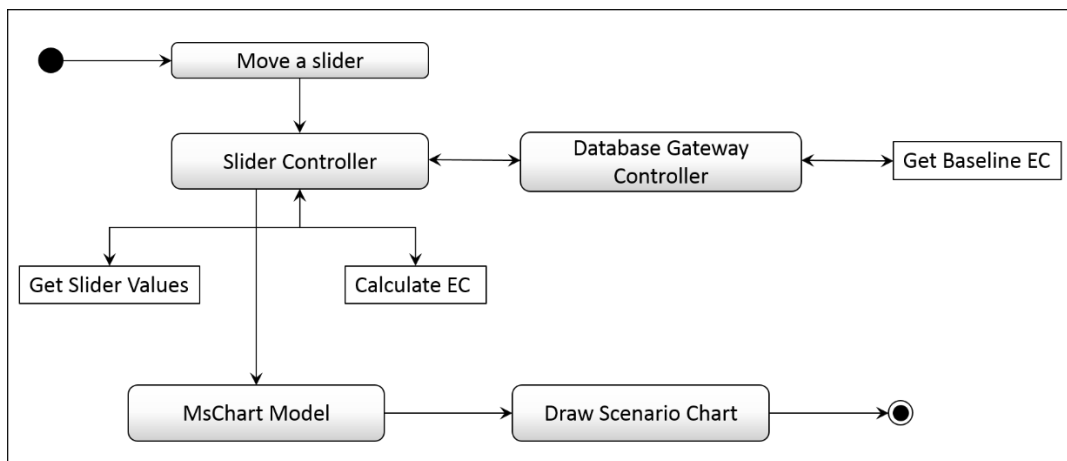 Move a slider
Slider Controller
Database Gateway
Controller
Get Baseline EC
Get Slider Values
Calculate EC
MsChart Model
Draw Scenario Chart